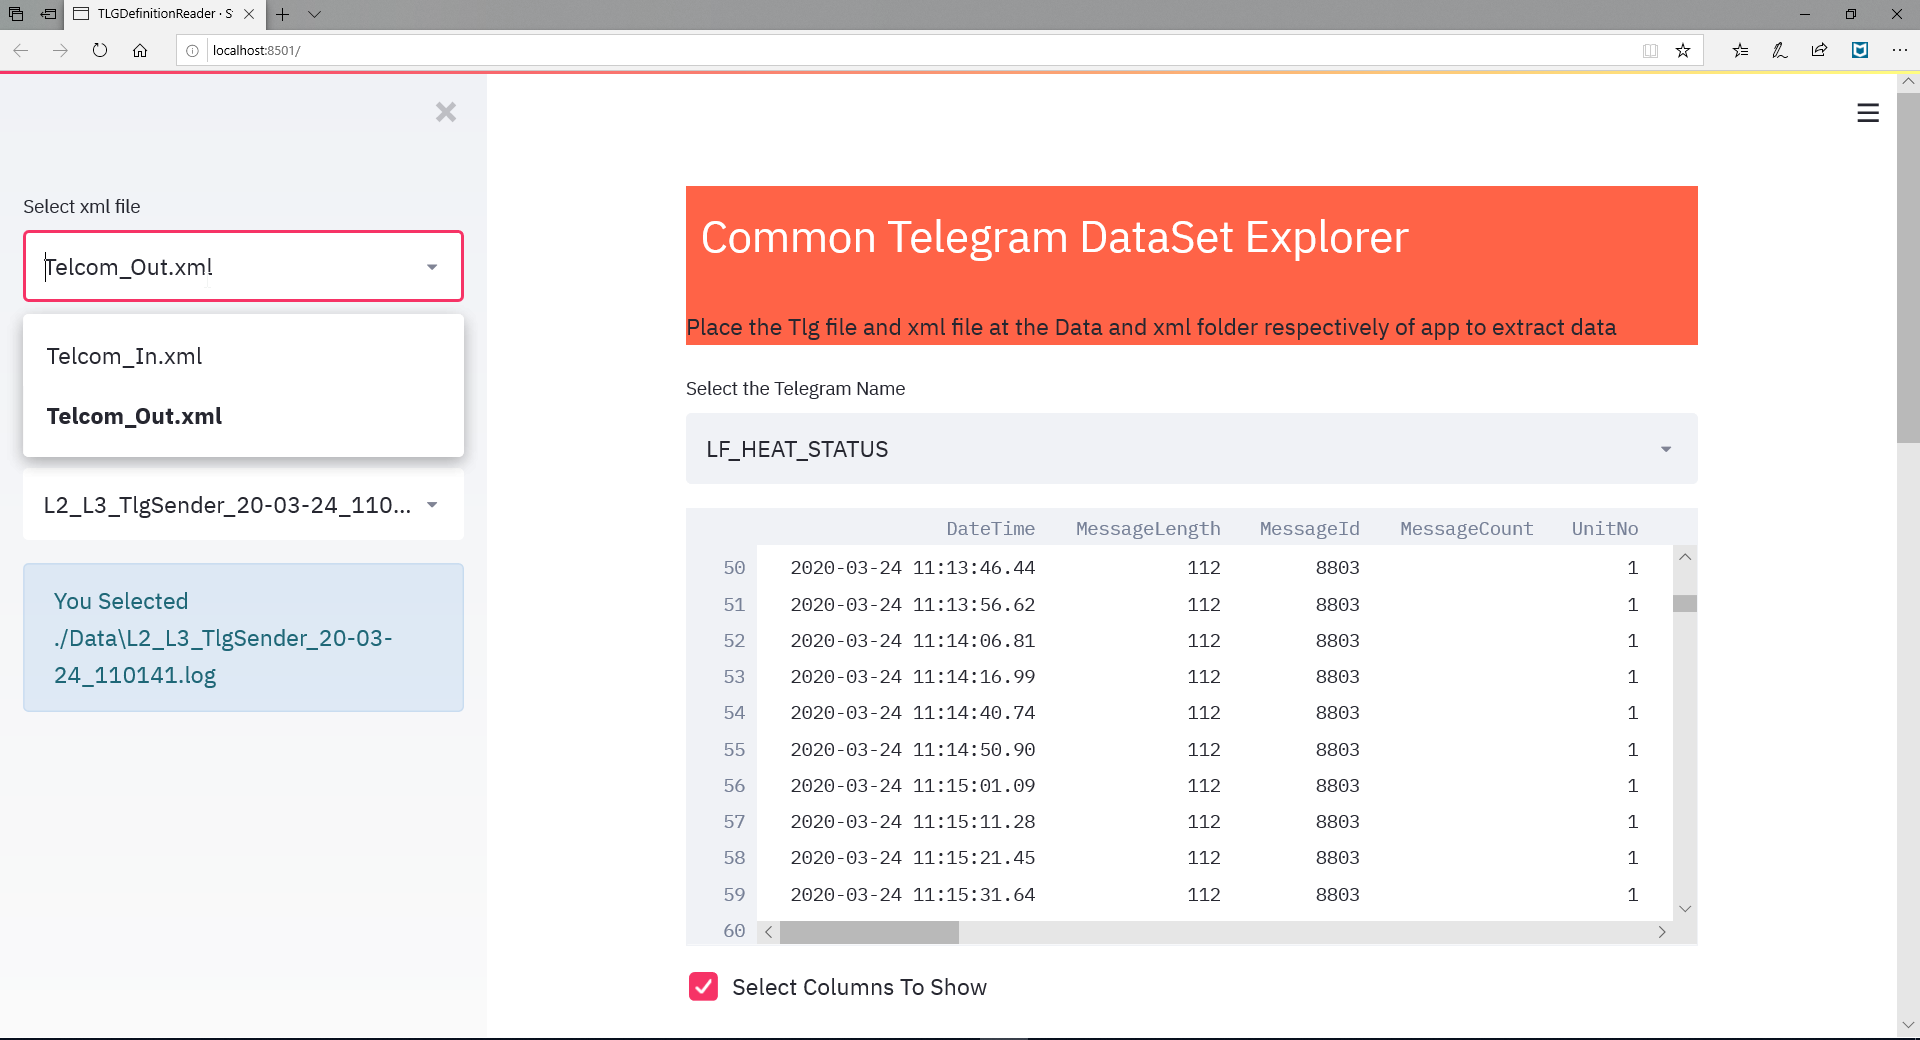 TLGDefinitionReader · S
localhost:8501/
Select xml file
Telcom_Out.xml
Telcom_In.xml
Telcom_Out.xml
L2_L3_TlgSender_20-03-24_110...
You Selected
./Data\L2_L3_TlgSender_20-03-
24_110141.log
Common Telegram DataSet Explorer
Place the Tlg file and xml file at the Data and xml folder respectively of app to extract data
Select the Telegram Name
LF_HEAT_STATUS
DateTime MessageLength MessageId MessageCount UnitNo
50 2020-03-24 11:13:46.44 112 8803 1
51 2020-03-24 11:13:56.62 112 8803 1
52 2020-03-24 11:14:06.81 112 8803 1
53 2020-03-24 11:14:16.99 112 8803 1
54 2020-03-24 11:14:40.74 112 8803 1
55 2020-03-24 11:14:50.90 112 8803 1
56 2020-03-24 11:15:01.09 112 8803 1
57 2020-03-24 11:15:11.28 112 8803 1
58 2020-03-24 11:15:21.45 112 8803 1
59 2020-03-24 11:15:31.64 112 8803 1
60
Select Columns To Show